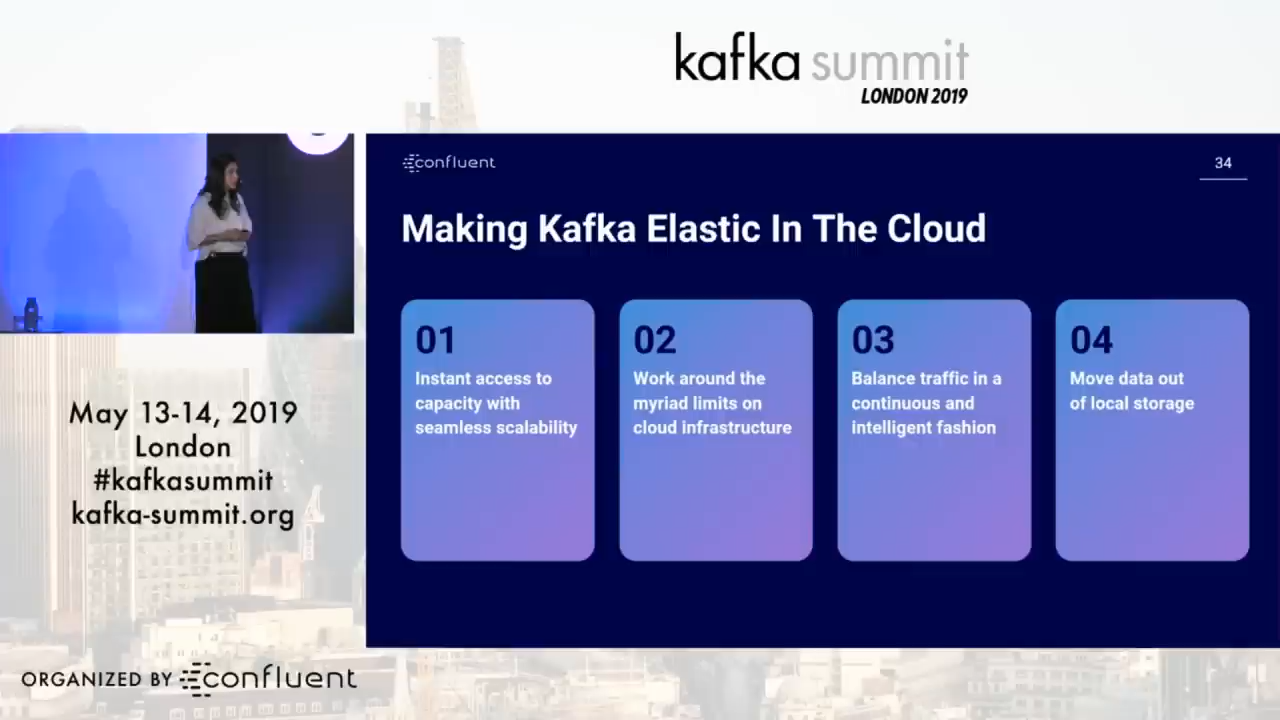 kafka summit
LONDON 2019
confluent
34
Making Kafka Elastic In The Cloud
01
Instant access to
capacity with
seamless scalability
02
Work around the
myriad limits on
cloud infrastructure
03
Balance traffic in a
continuous and
intelligent fashion
04
Move data out
of local storage
May 13-14, 2019
London
#kafkasummit
kafka-summit.org
ORGANIZED BY confluent